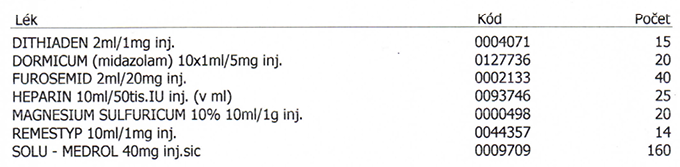 Lék Kód Počet
DITHIADEN 2ml/1mg inj. 0004071 15
DORMICUM (midazolam) 10x1ml/5mg inj. 0127736 20
FUROSEMID 2ml/20mg inj. 0002133 40
HEPARIN 10ml/50tis.IU inj. (v ml) 0093746 25
MAGNESIUM SULFURICUM 10% 10ml/1g inj. 0000498 20
REMESTYP 10ml/1mg inj. 0044357 14
SOLU - MEDROL 40mg inj.sic 0009709 160